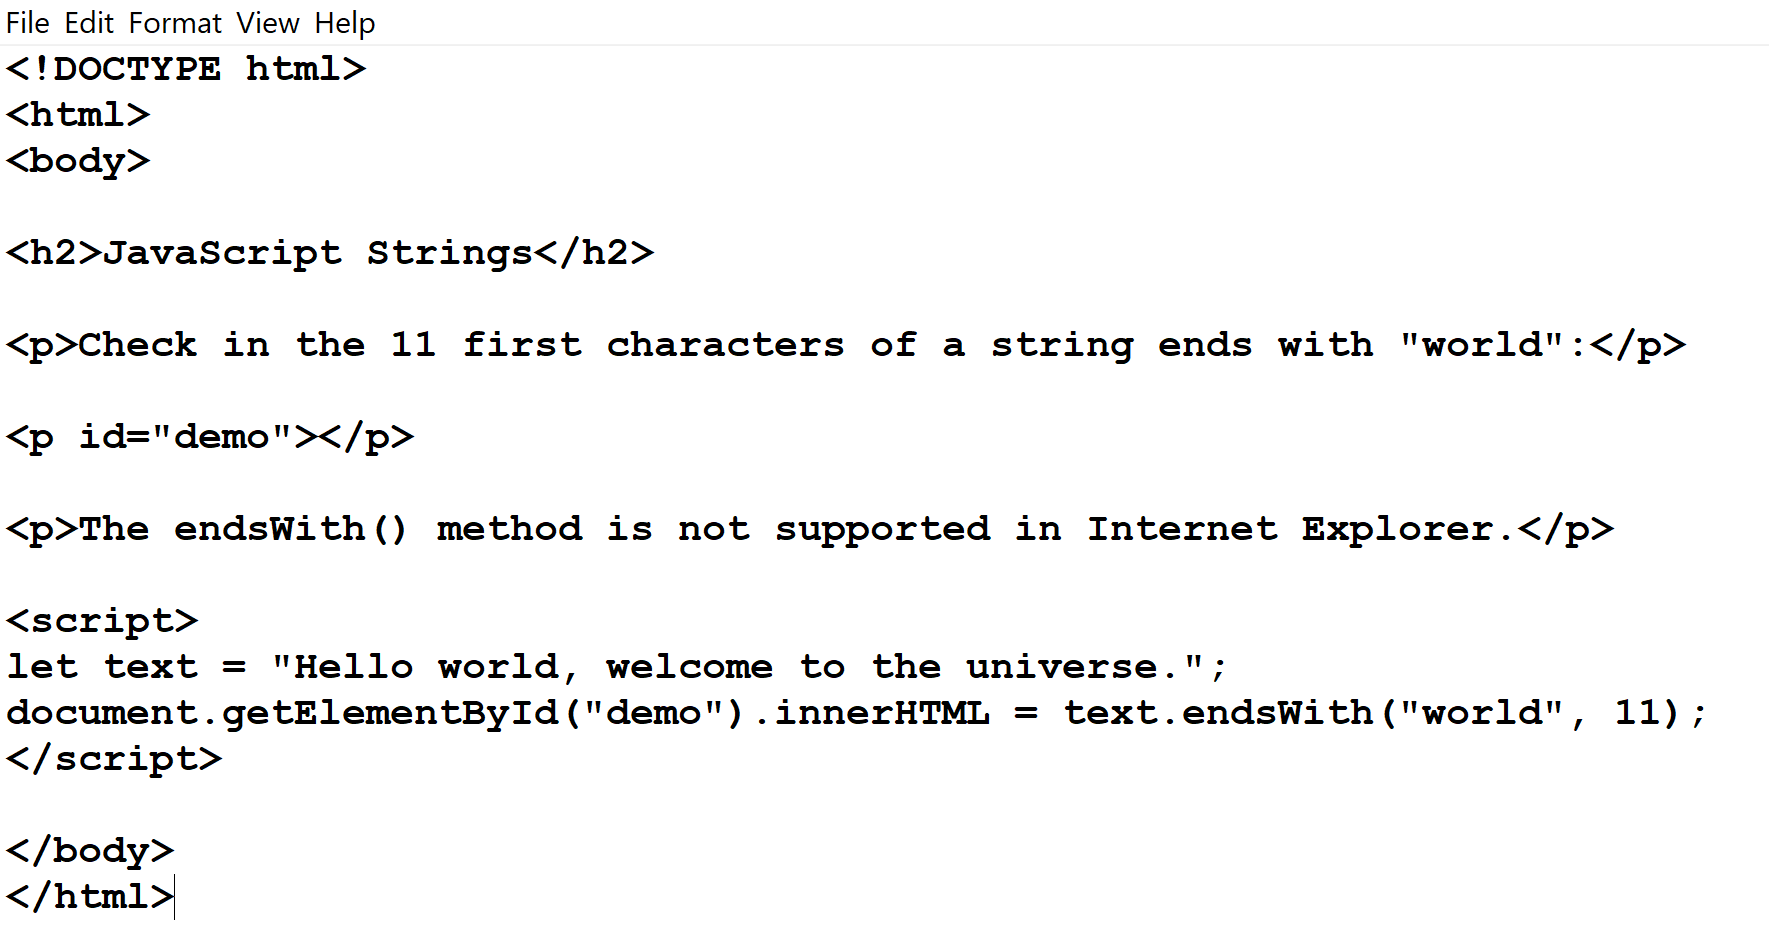 File Edit Format View Help
<!DOCTYPE html>
<html>
<body>
<h2>JavaScript Strings</h2>
<p>Check in the 11 first characters of a string ends with "world":</p>
<p id="demo"></p>
<p>The endsWith() method is not supported in Internet Explorer.</p>
<script>
let text = "Hello world, welcome to the universe.";
document.getElementById("demo").innerHTML = text.endsWith("world", 11);
</script>
</body>
</html>